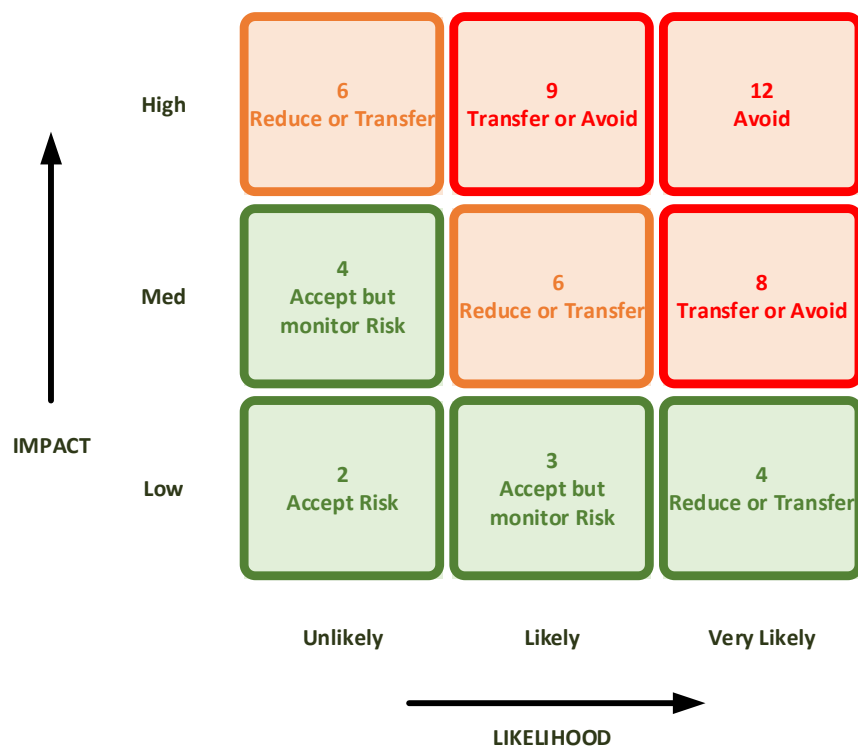 High
6
Reduce or Transfer
9
Transfer or Avoid
12
Avoid
Med
4
Accept but
monitor Risk
6
Reduce or Transfer
8
Transfer or Avoid
IMPACT
Low
2
Accept Risk
3
Accept but
monitor Risk
4
Reduce or Transfer
Unlikely
Likely
Very Likely
LIKELIHOOD